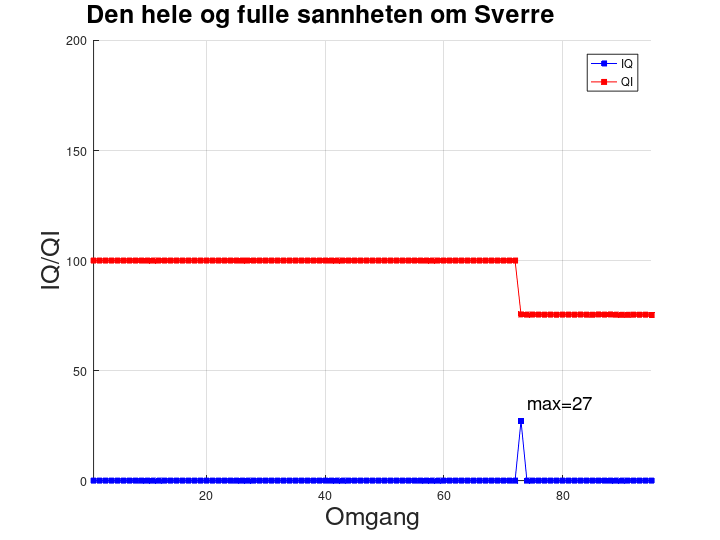 Den hele og fulle sannheten om Sverre
200
IQ
QI
150
IQ/QI
100
50
max=27
0
20 40 60 80
Omgang